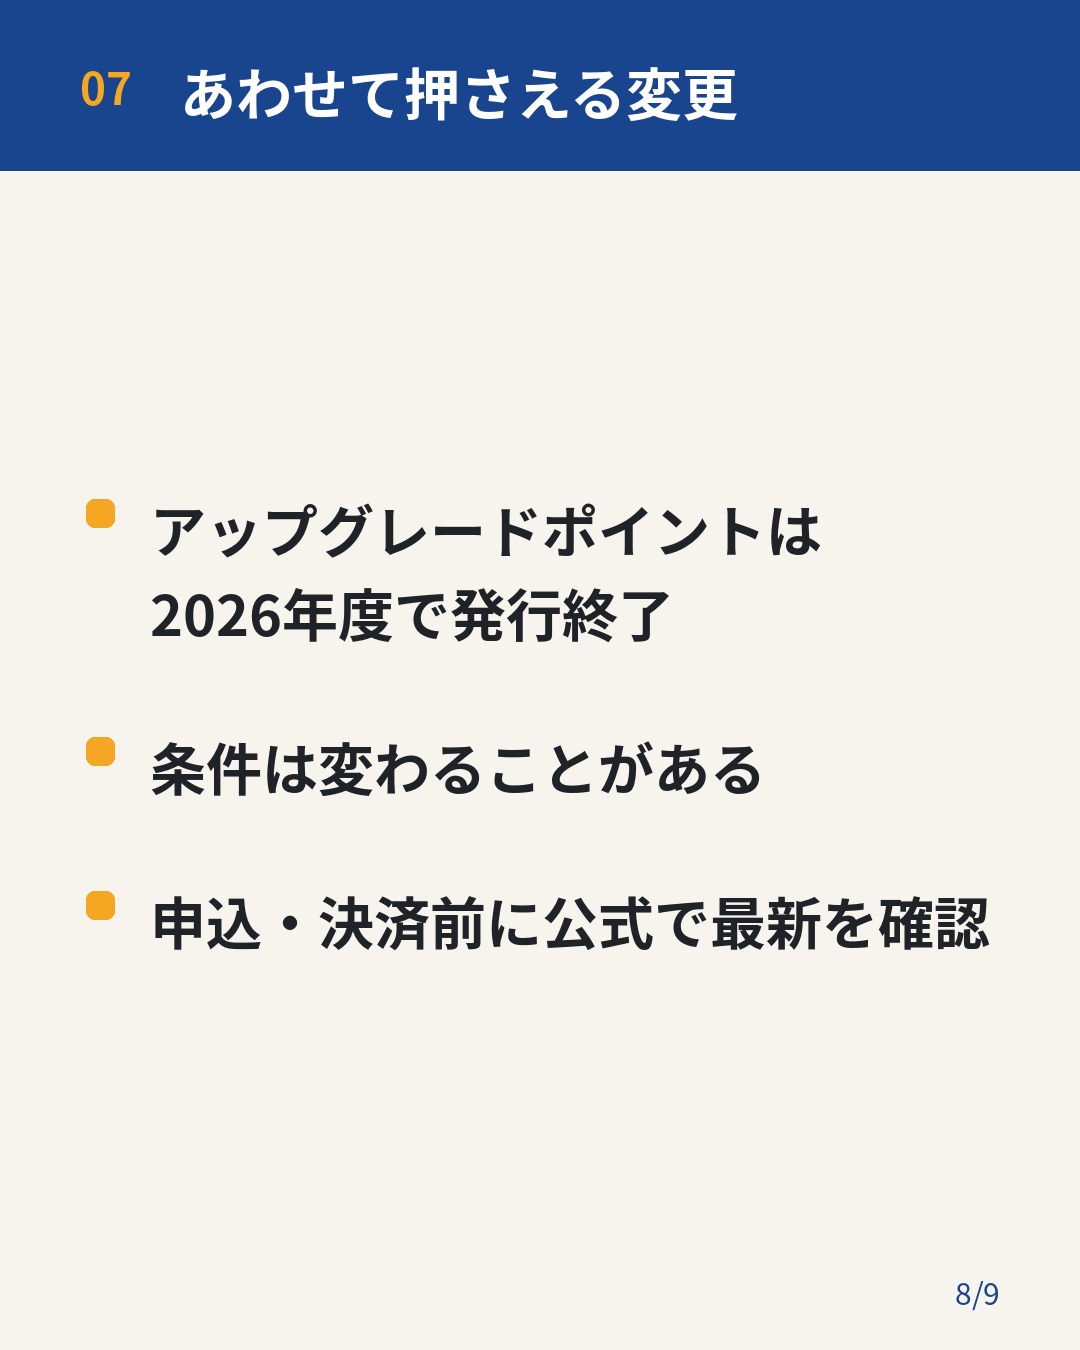 07 あわせて押さえる変更
アップグレードポイントは
2026年度で発行終了
条件は変わることがある
申込・決済前に公式で最新を確認
8/9